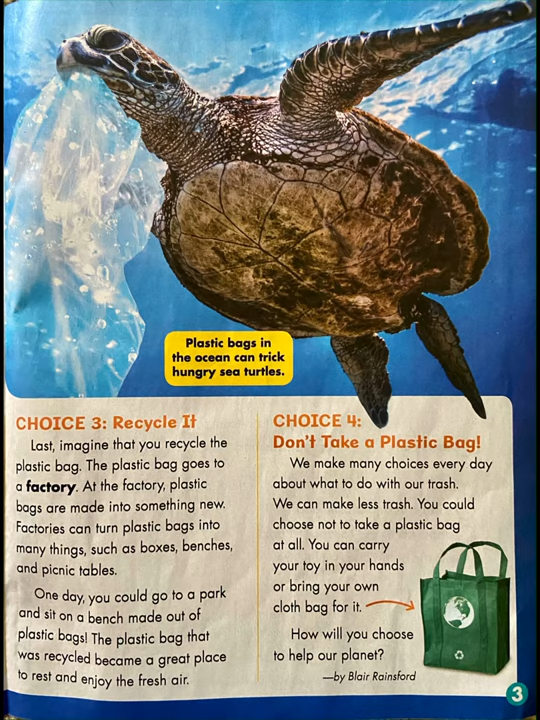 Plastic bags in
the ocean can trick
hungry sea turtles.
CHOICE 3: Recycle It
Last, imagine that you recycle the
plastic bag. The plastic bag goes to
a factory. At the factory, plastic
bags are made into something new.
Factories can turn plastic bags into
many things, such as boxes, benches,
and picnic tables.
One day, you could go to a park
and sit on a bench made out of
plastic bags! The plastic bag that
was recycled became a great place
to rest and enjoy the fresh air.
CHOICE 4:
Don't Take a Plastic Bag!
We make many choices every day
about what to do with our trash.
We can make less trash. You could
choose not to take a plastic bag
at all. You can carry
your toy in your hands
or bring your own
cloth bag for it.
How will you choose
to help our planet?
—by Blair Rainsford
3